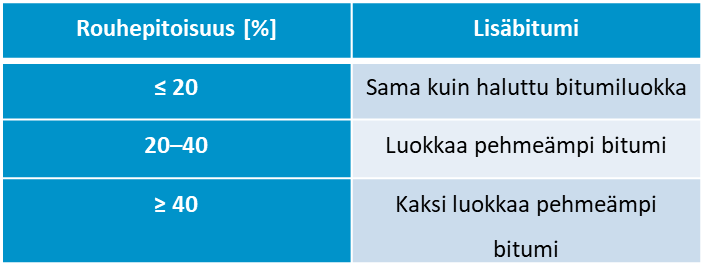 Rouhepitoisuus [%] Lisäbitumi
≤ 20 Sama kuin haluttu bitumiluokka
20–40 Luokkaa pehmeämpi bitumi
≥ 40 Kaksi luokkaa pehmeämpi
bitumi